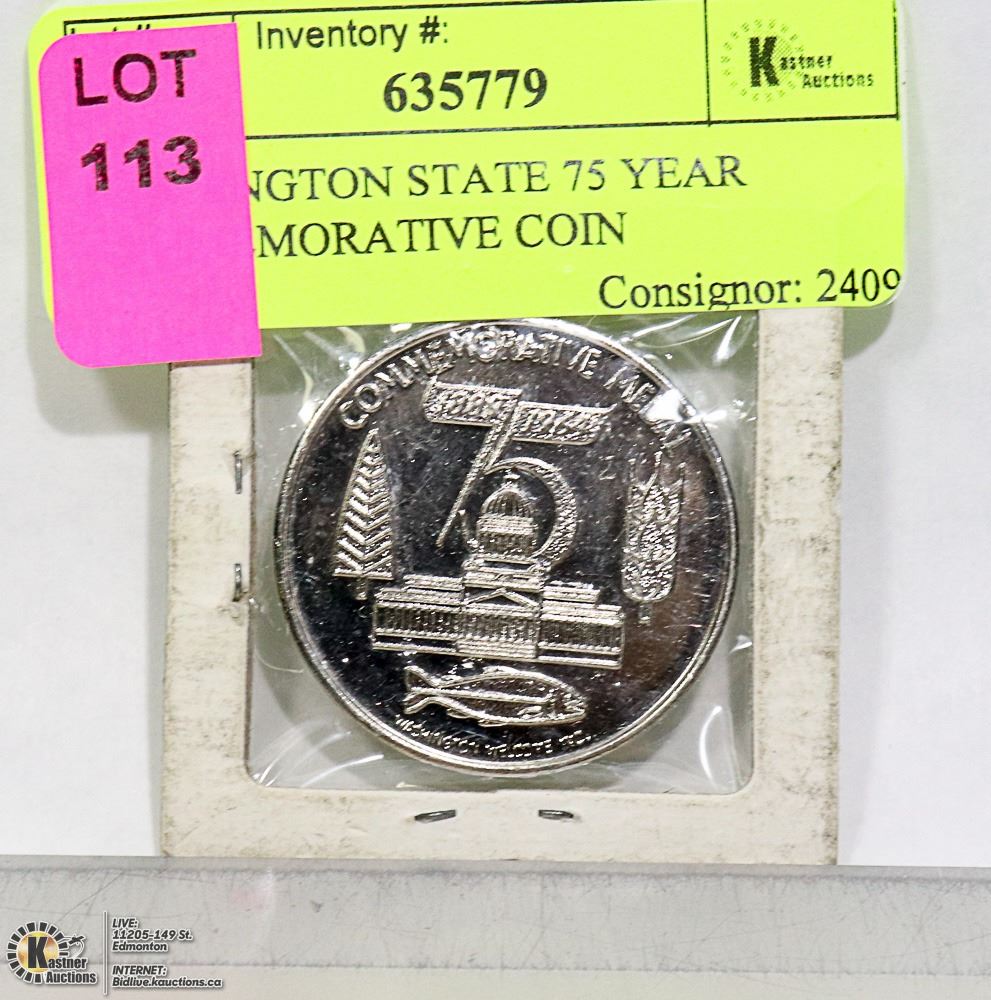 Inventory #:
635779
Kastner
Auctions
LOT
113
NGTON STATE 75 YEAR
MORATIVE COIN
Consignor: 2409
COMMEMORATIVE
75
Kastner
Auctions
LIVE:
11205-149 St.
Edmonton
INTERNET:
Bidlive.kauctions.ca